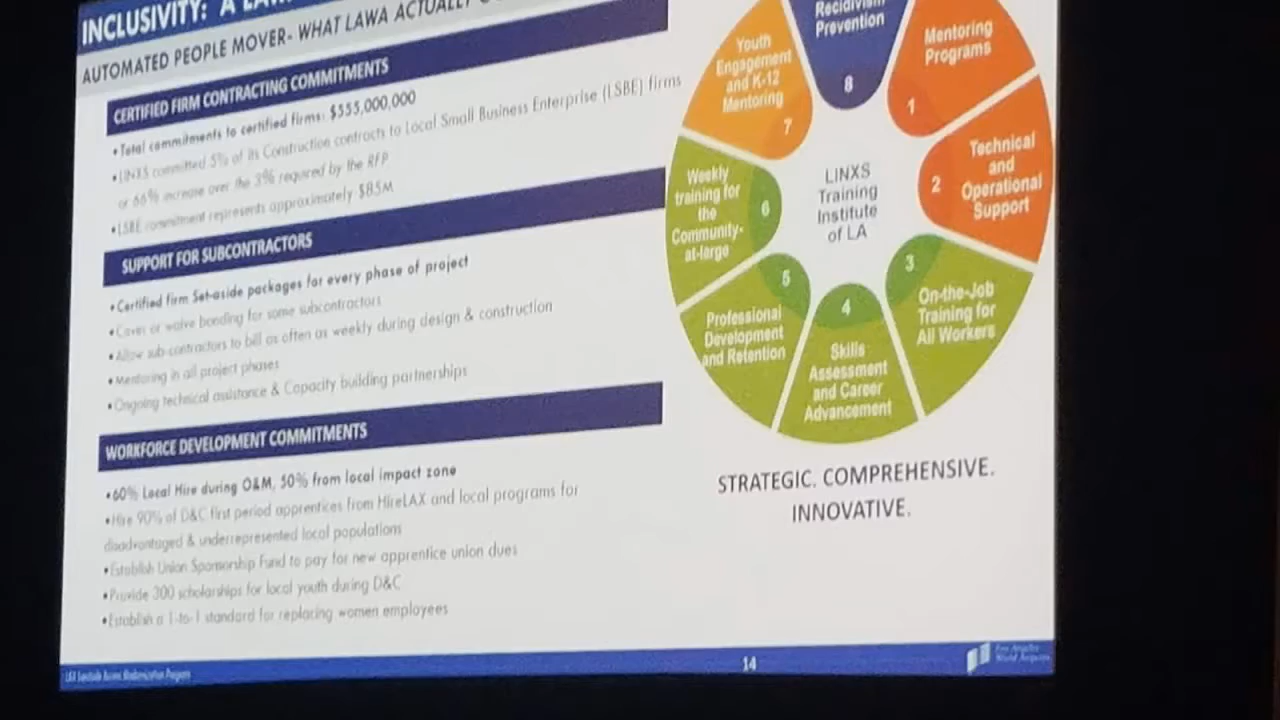 INCLUSIVITY: A
AUTOMATED PEOPLE MOVER- WHAT LAWA ACTUALLY
CERTIFIED FIRM CONTRACTING COMMITMENTS
•Total commitments to certified firms: $555,000,000
•LINXS committed 5% of its Construction contracts to Local Small Business Enterprise (LSBE) firms
or 66% increase over the 3% required by the RFP
•LSBE commitment represents approximately $85M
SUPPORT FOR SUBCONTRACTORS
•Certified firm Set-aside packages for every phase of project
•Cover or waive bonding for some subcontractors
•Allow sub-contractors to bill as often as weekly during design & construction
•Mentoring in all project phases
•Ongoing technical assistance & Capacity building partnerships
WORKFORCE DEVELOPMENT COMMITMENTS
•60% Local Hire during O&M, 50% from local impact zone
•Hire 90% of D&C first period apprentices from HireLAX and local programs for
disadvantaged & underrepresented local populations
•Establish Union Sponsorship Fund to pay for new apprentice union dues
•Provide 300 scholarships for local youth during D&C
•Establish a 1-to-1 standard for replacing women employees
Recidivism
Prevention
8
Mentoring
Programs
1
Technical
and
Operational
Support
2
On-the-Job
Training for
All Workers
3
Skills
Assessment
and Career
Advancement
4
Professional
Development
and Retention
5
Weekly
training for
the
Community-
at-large
6
Youth
Engagement
and K-12
Mentoring
7
LINXS
Training
Institute
of LA
STRATEGIC. COMPREHENSIVE.
INNOVATIVE.
LAX Landside Access Modernization Program
14
Los Angeles
World Airports